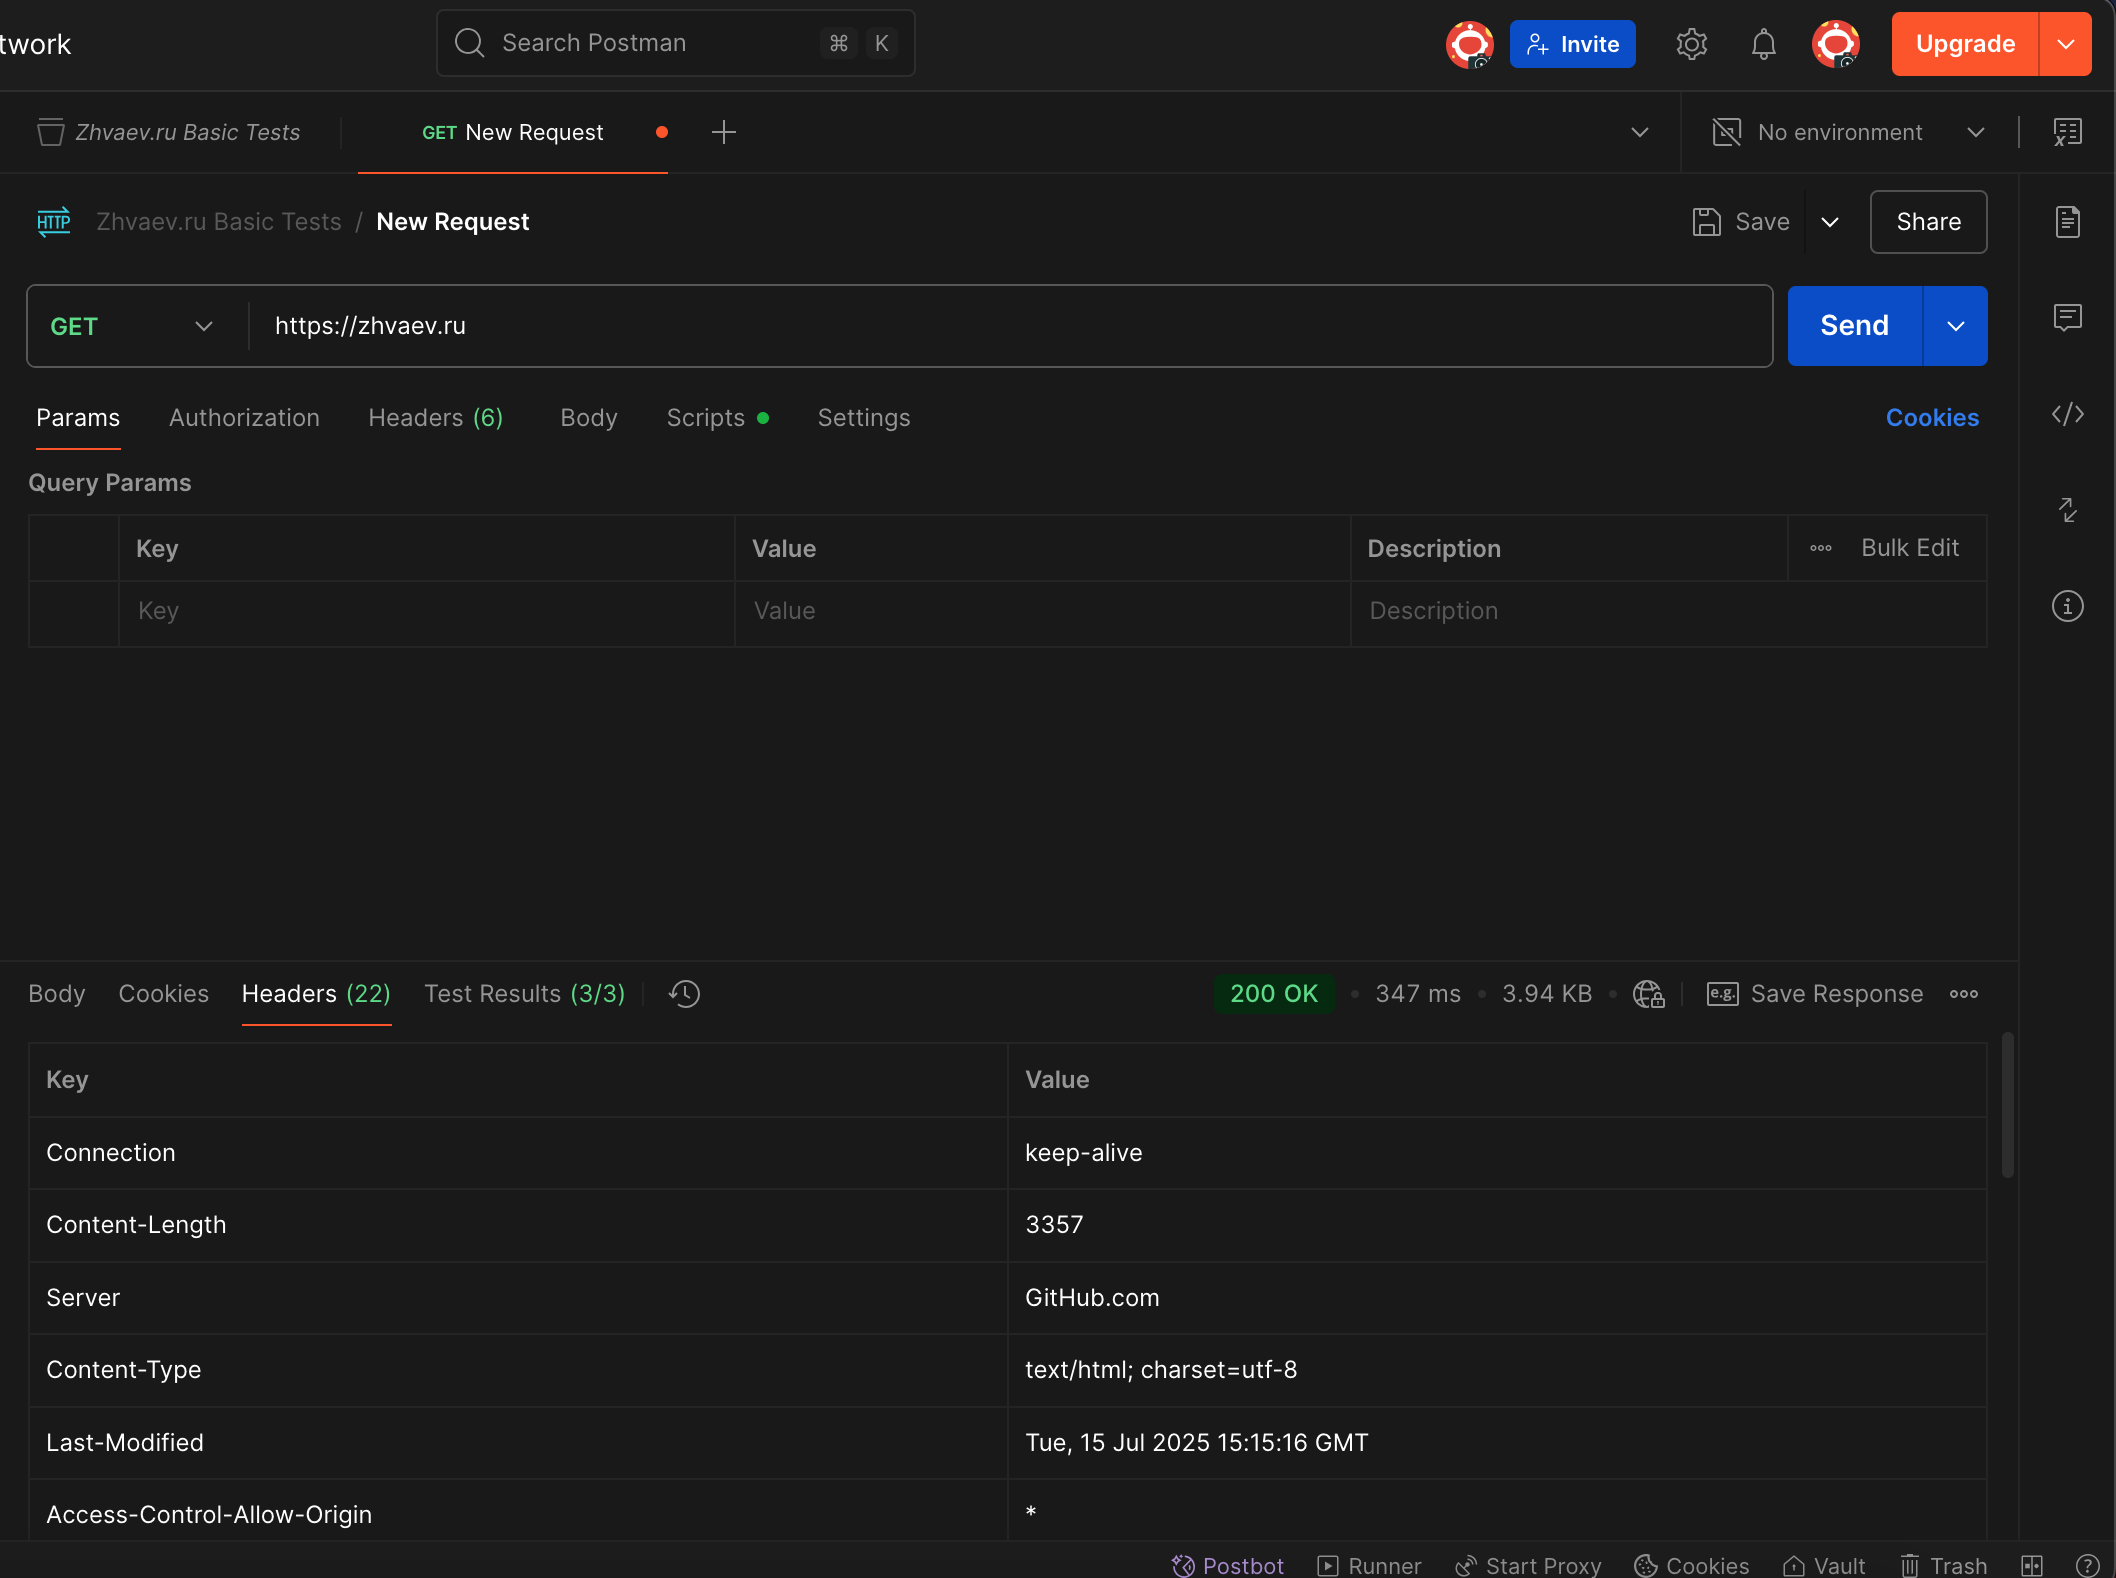 twork
Search Postman ⌘ K
Invite
Upgrade
Zhvaev.ru Basic Tests
GET New Request
No environment
HTTP Zhvaev.ru Basic Tests / New Request
Save
Share
GET https://zhvaev.ru
Send
Params Authorization Headers (6) Body Scripts Settings
Cookies
Query Params
Key Value Description Bulk Edit
Key Value Description
Body Cookies Headers (22) Test Results (3/3)
200 OK • 347 ms • 3.94 KB • e.g. Save Response
Key Value
Connection keep-alive
Content-Length 3357
Server GitHub.com
Content-Type text/html; charset=utf-8
Last-Modified Tue, 15 Jul 2025 15:15:16 GMT
Access-Control-Allow-Origin *
Postbot Runner Start Proxy Cookies Vault Trash